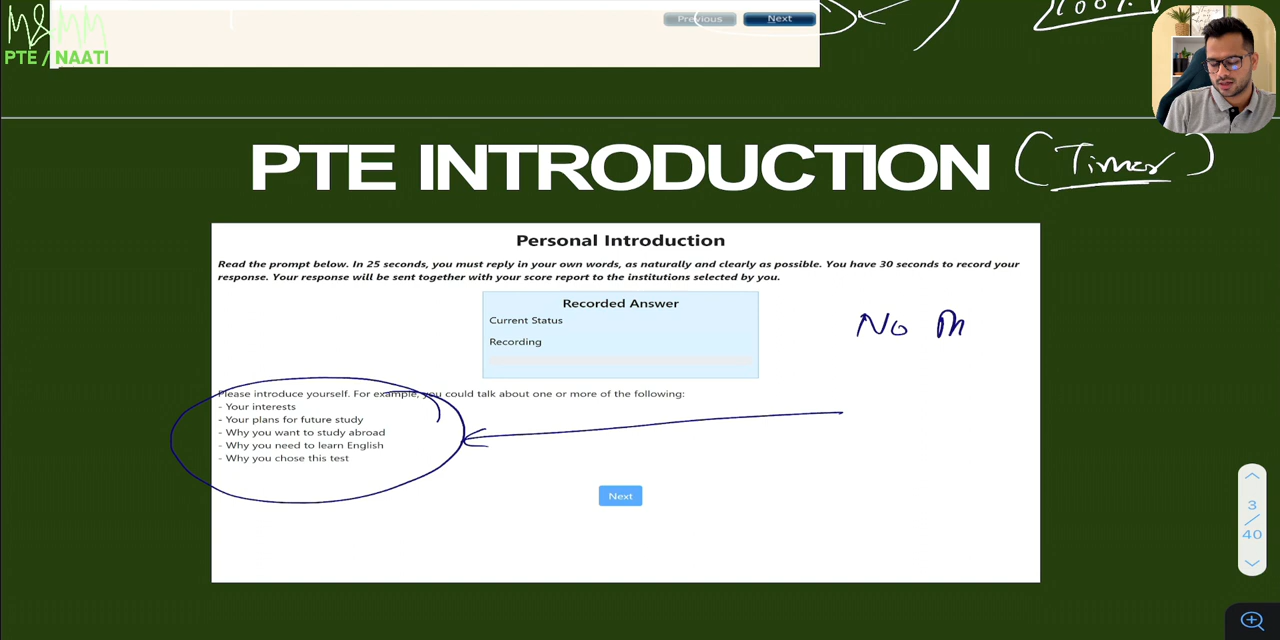 PTE / NAATI
Previous
Next
PTE INTRODUCTION
(Timer)
Personal Introduction
Read the prompt below. In 25 seconds, you must reply in your own words, as naturally and clearly as possible. You have 30 seconds to record your
response. Your response will be sent together with your score report to the institutions selected by you.
Recorded Answer
Current Status
Recording
No
Please introduce yourself. For example, you could talk about one or more of the following:
- Your interests
- Your plans for future study
- Why you want to study abroad
- Why you need to learn English
- Why you chose this test
Next
3
/
40